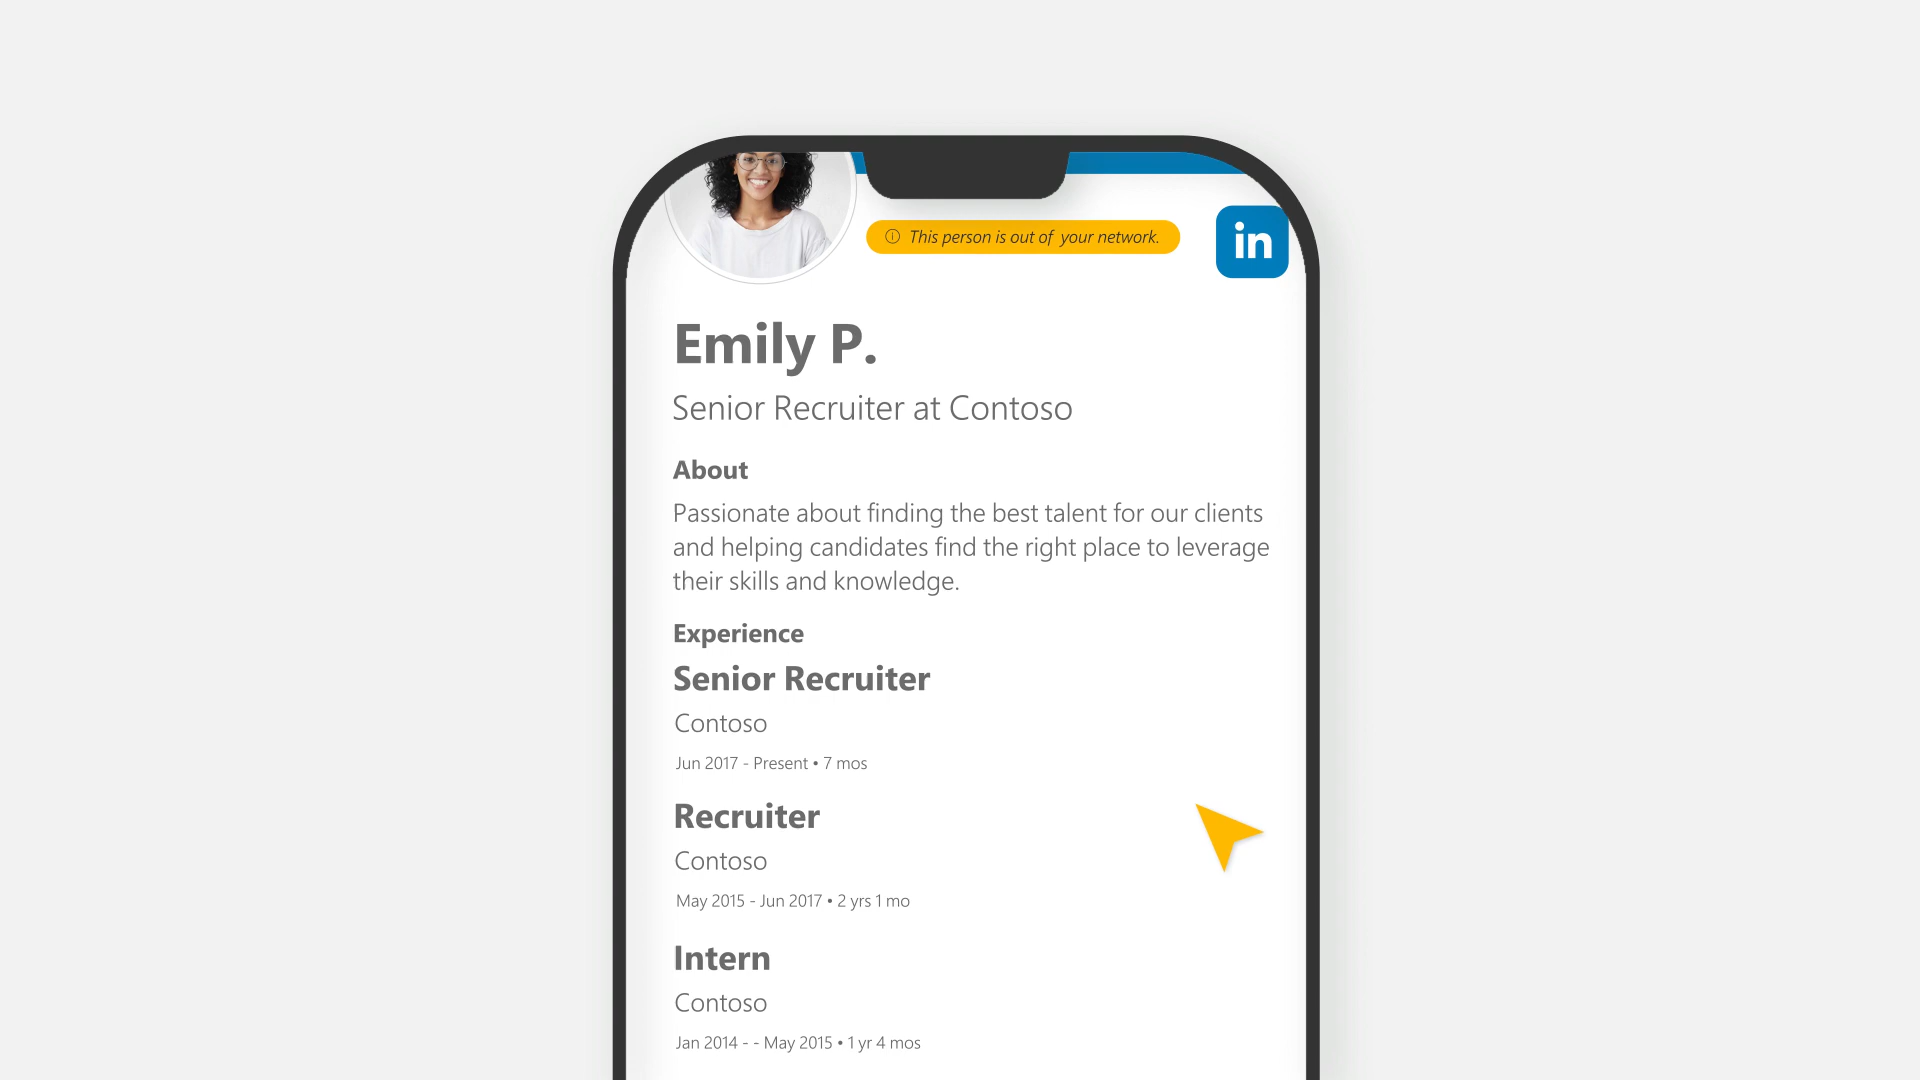 This person is out of your network.
in
Emily P.
Senior Recruiter at Contoso
About
Passionate about finding the best talent for our clients
and helping candidates find the right place to leverage
their skills and knowledge.
Experience
Senior Recruiter
Contoso
Jun 2017 - Present • 7 mos
Recruiter
Contoso
May 2015 - Jun 2017 • 2 yrs 1 mo
Intern
Contoso
Jan 2014 - - May 2015 • 1 yr 4 mos